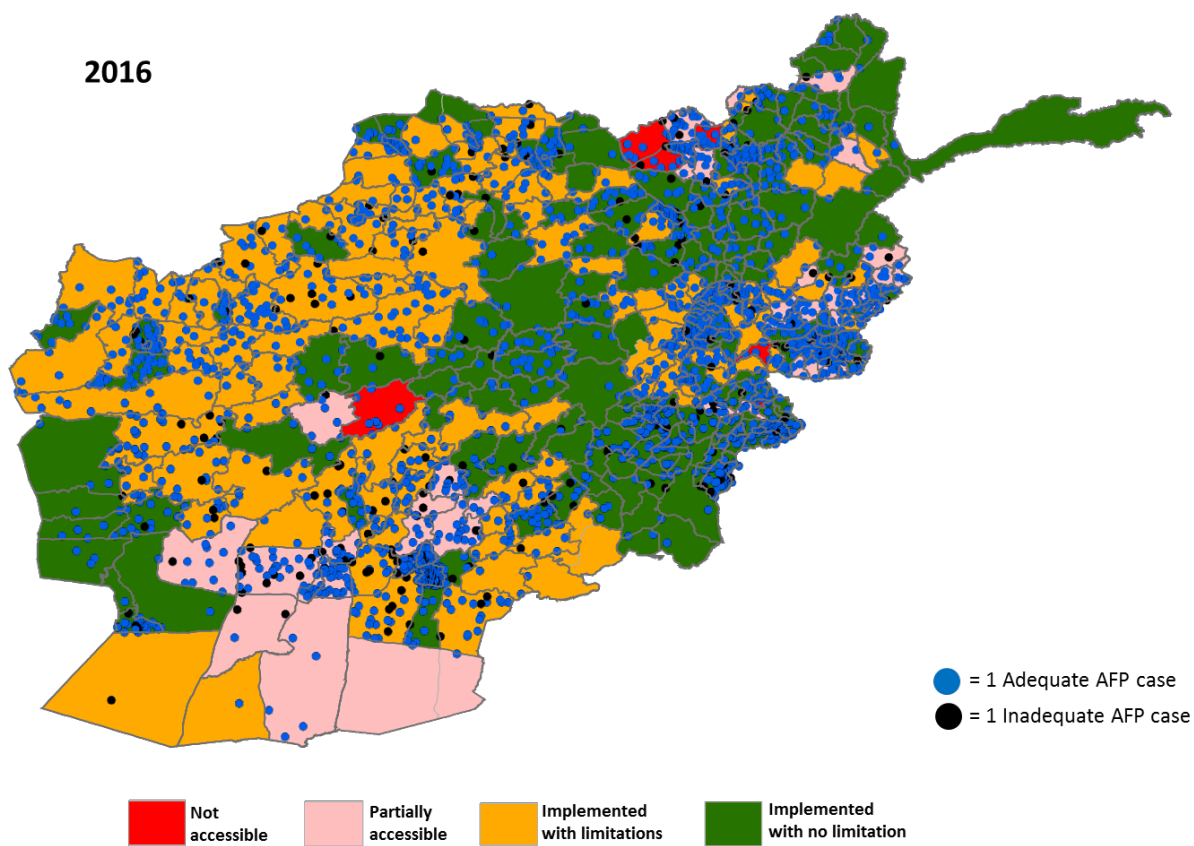 2016
= 1 Adequate AFP case
= 1 Inadequate AFP case
Not
accessible
Partially
accessible
Implemented
with limitations
Implemented
with no limitation